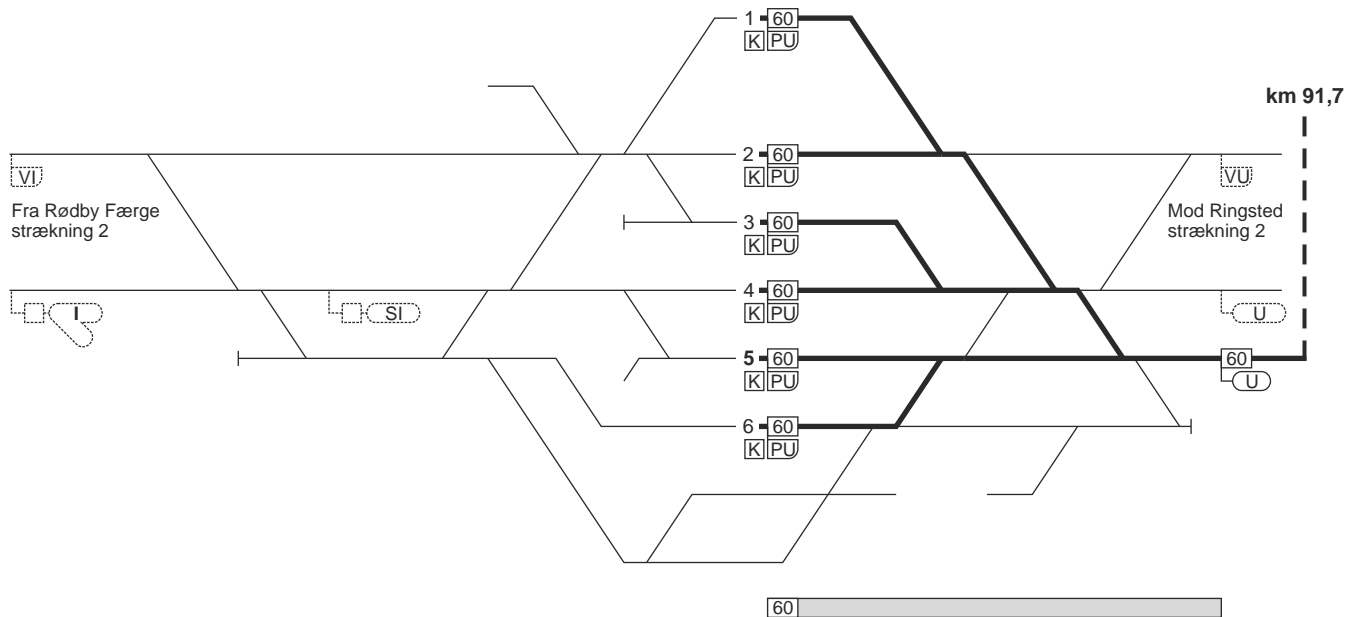 1 60
K PU
km 91,7
2 60
K PU
VI
VU
Fra Rødby Færge
strækning 2
Mod Ringsted
strækning 2
3 60
K PU
4 60
K PU
I
SI
U
5 60
K PU
60
U
6 60
K PU
60